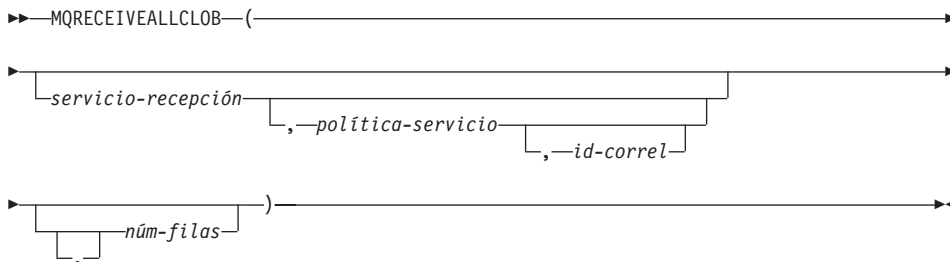 MQRECEIVEALLCLOB (
servicio-recepción
, política-servicio
, id-correl
núm-filas )
,